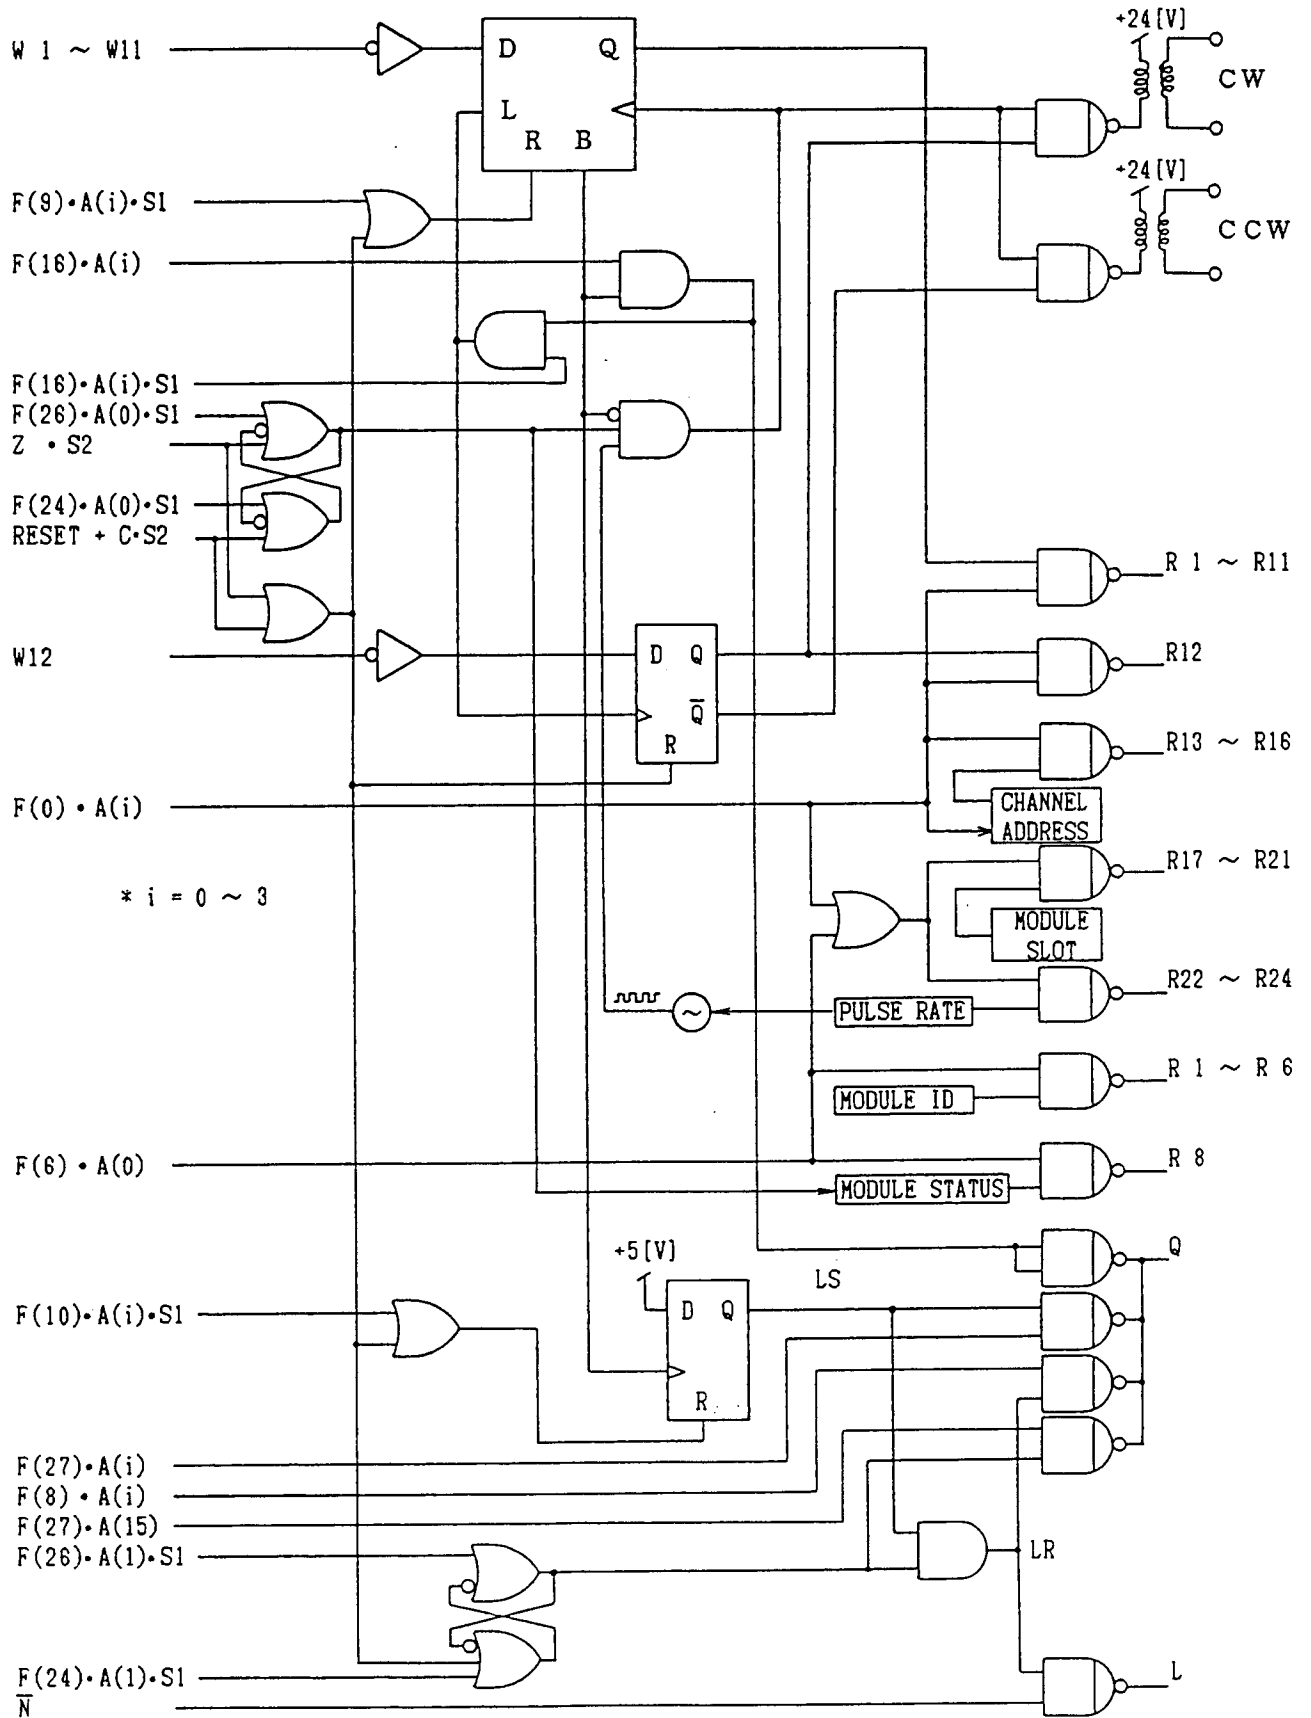 +24[V]
W 1 ~ W11
D Q
CW
L
R B
+24[V]
F(9)•A(i)•S1
CCW
F(16)•A(i)
F(16)•A(i)•S1
F(26)•A(0)•S1
Z • S2
F(24)•A(0)•S1
RESET + C•S2
R 1 ~ R11
W12
D Q
R12
Q̅
R
R13 ~ R16
F(0) • A(i)
CHANNEL
ADDRESS
R17 ~ R21
* i = 0 ~ 3
MODULE
SLOT
R22 ~ R24
~
PULSE RATE
R 1 ~ R 6
MODULE ID
F(6) • A(0)
R 8
MODULE STATUS
+5[V]
Q
LS
F(10)•A(i)•S1
D Q
R
F(27)•A(i)
F(8) • A(i)
F(27)•A(15)
F(26)•A(1)•S1
LR
F(24)•A(1)•S1
L
N̅